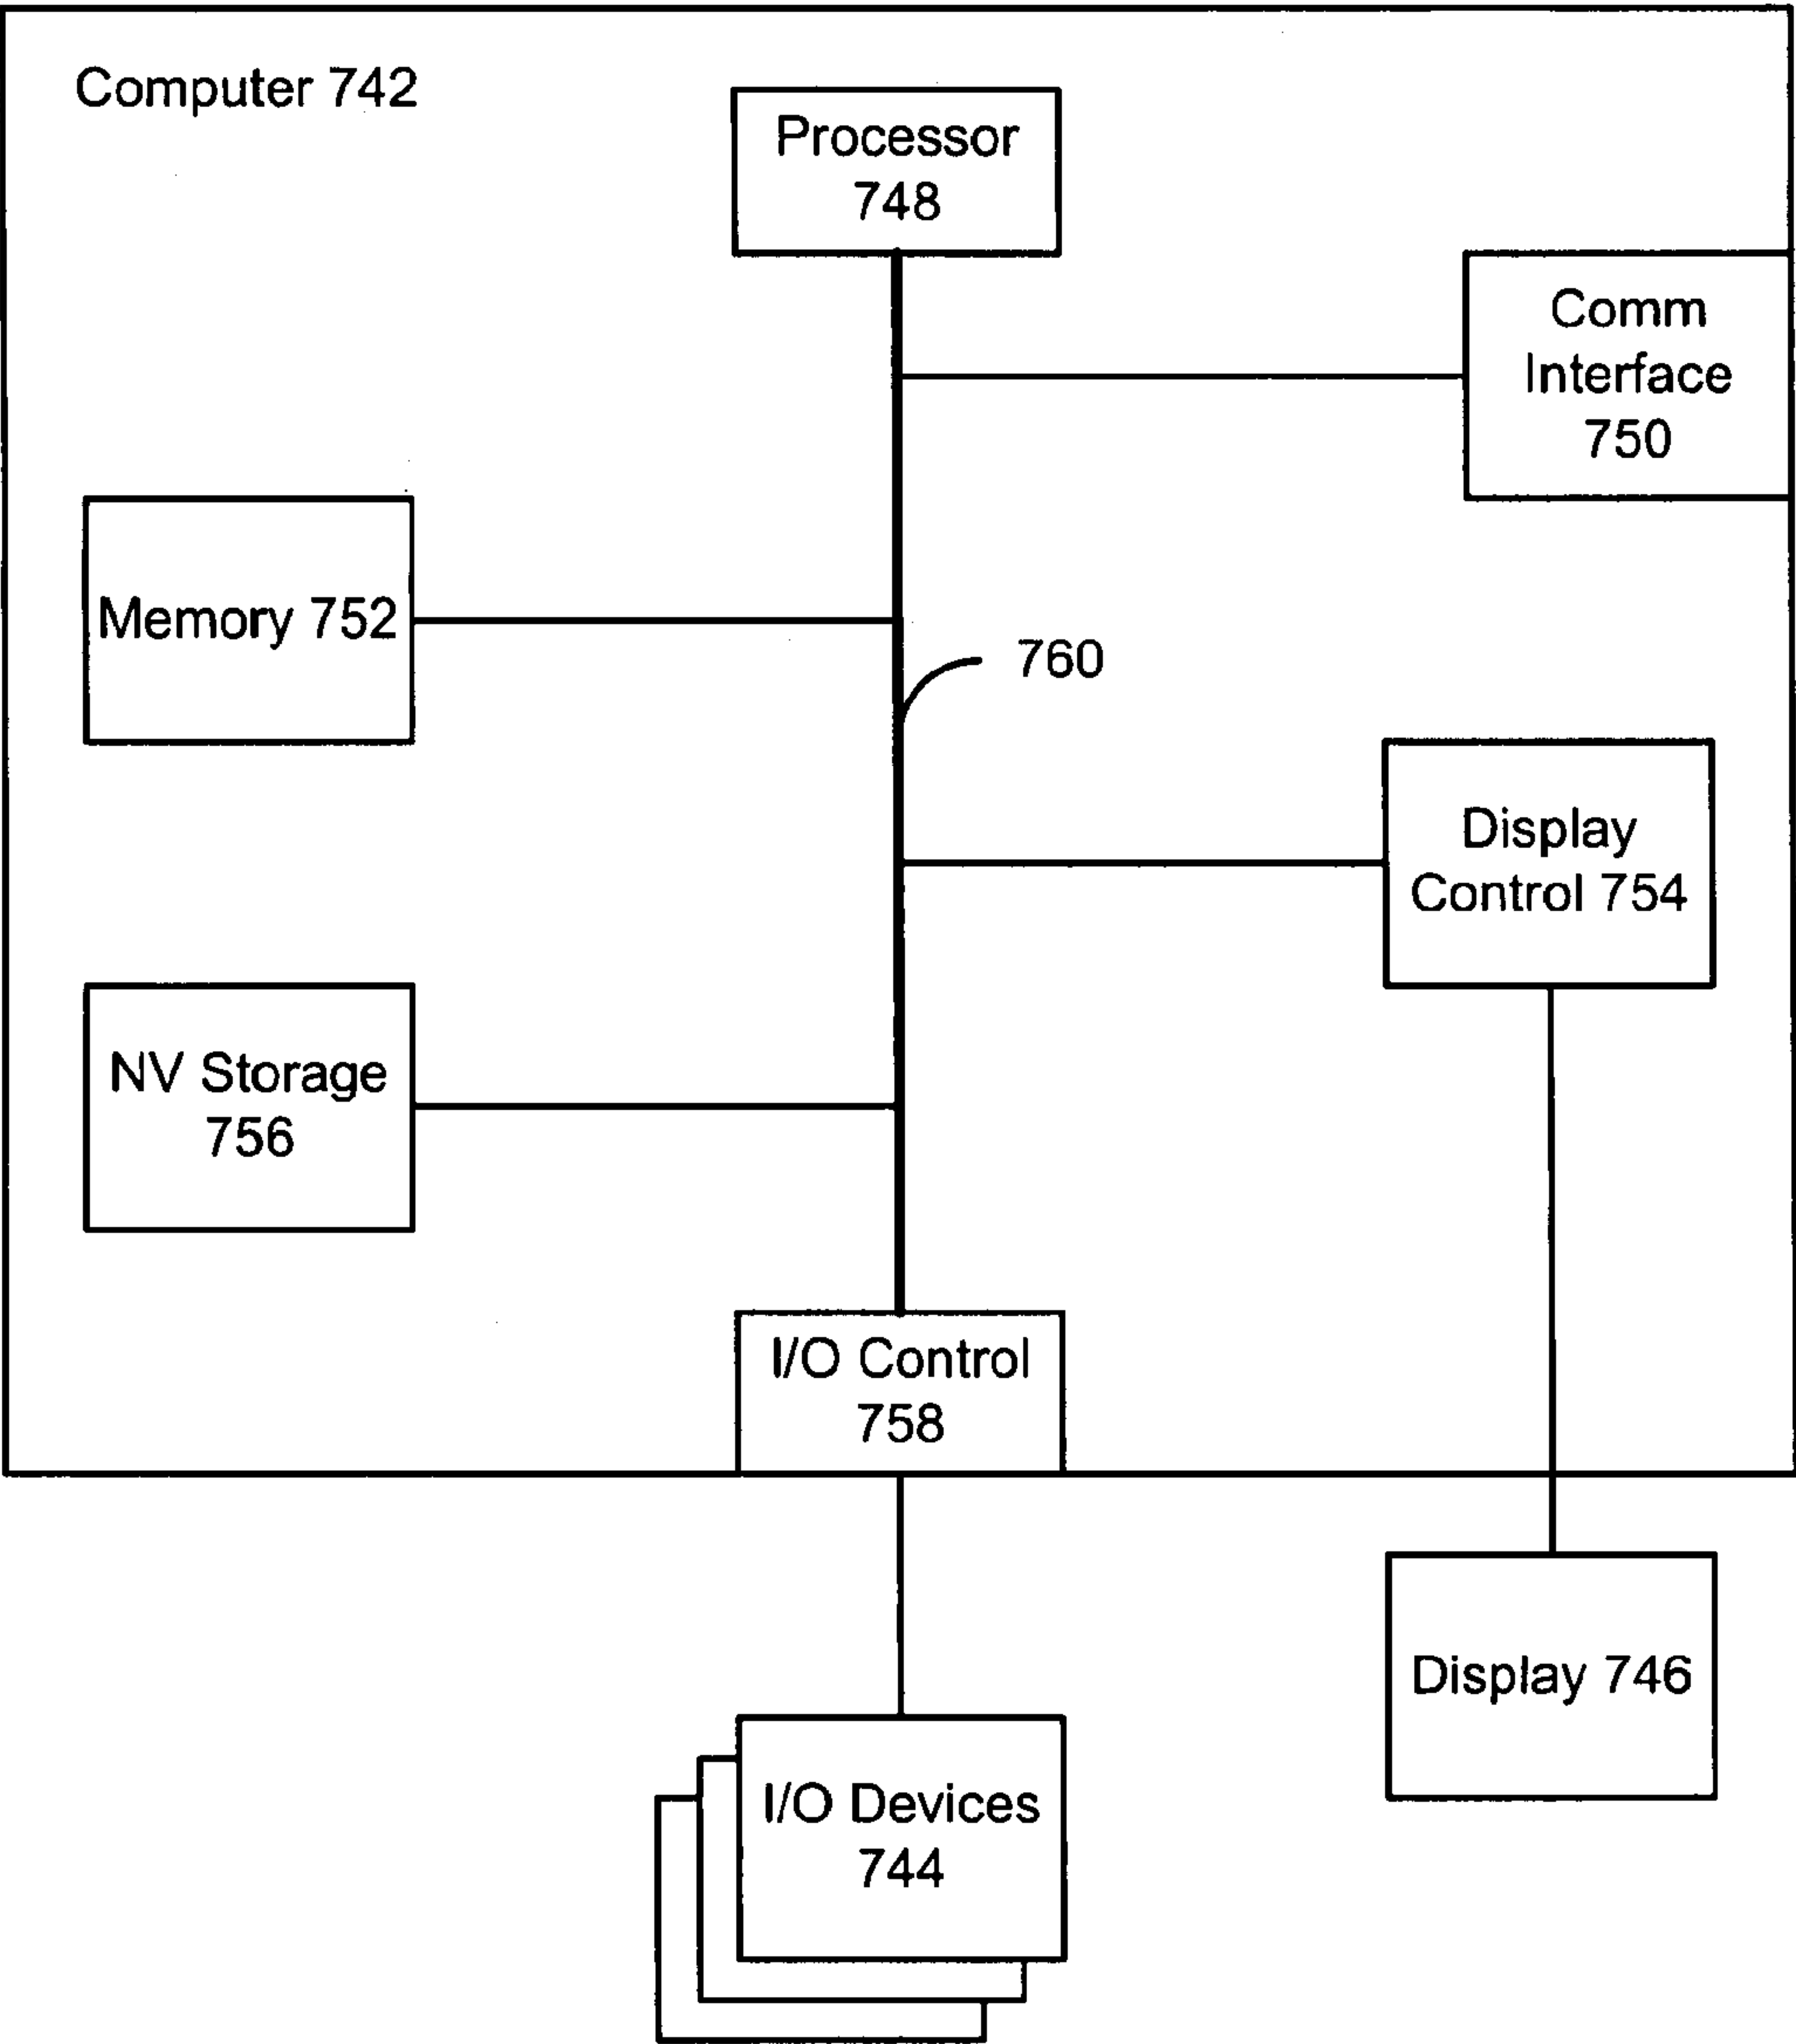 Computer 742
Processor
748
Comm
Interface
750
Memory 752
760
Display
Control 754
NV Storage
756
I/O Control
758
Display 746
I/O Devices
744